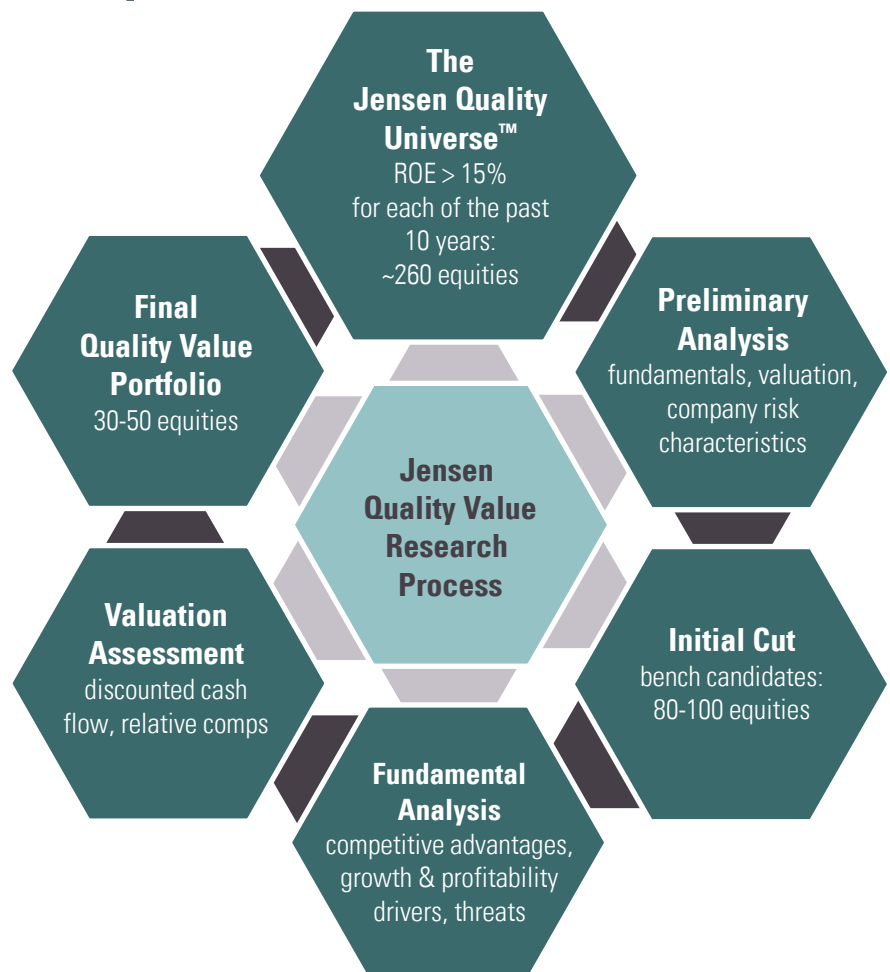 The
Jensen Quality
Universe™
ROE > 15%
for each of the past
10 years:
~260 equities
Preliminary
Analysis
fundamentals, valuation,
company risk
characteristics
Initial Cut
bench candidates:
80-100 equities
Fundamental
Analysis
competitive advantages,
growth & profitability
drivers, threats
Valuation
Assessment
discounted cash
flow, relative comps
Final
Quality Value
Portfolio
30-50 equities
Jensen
Quality Value
Research
Process